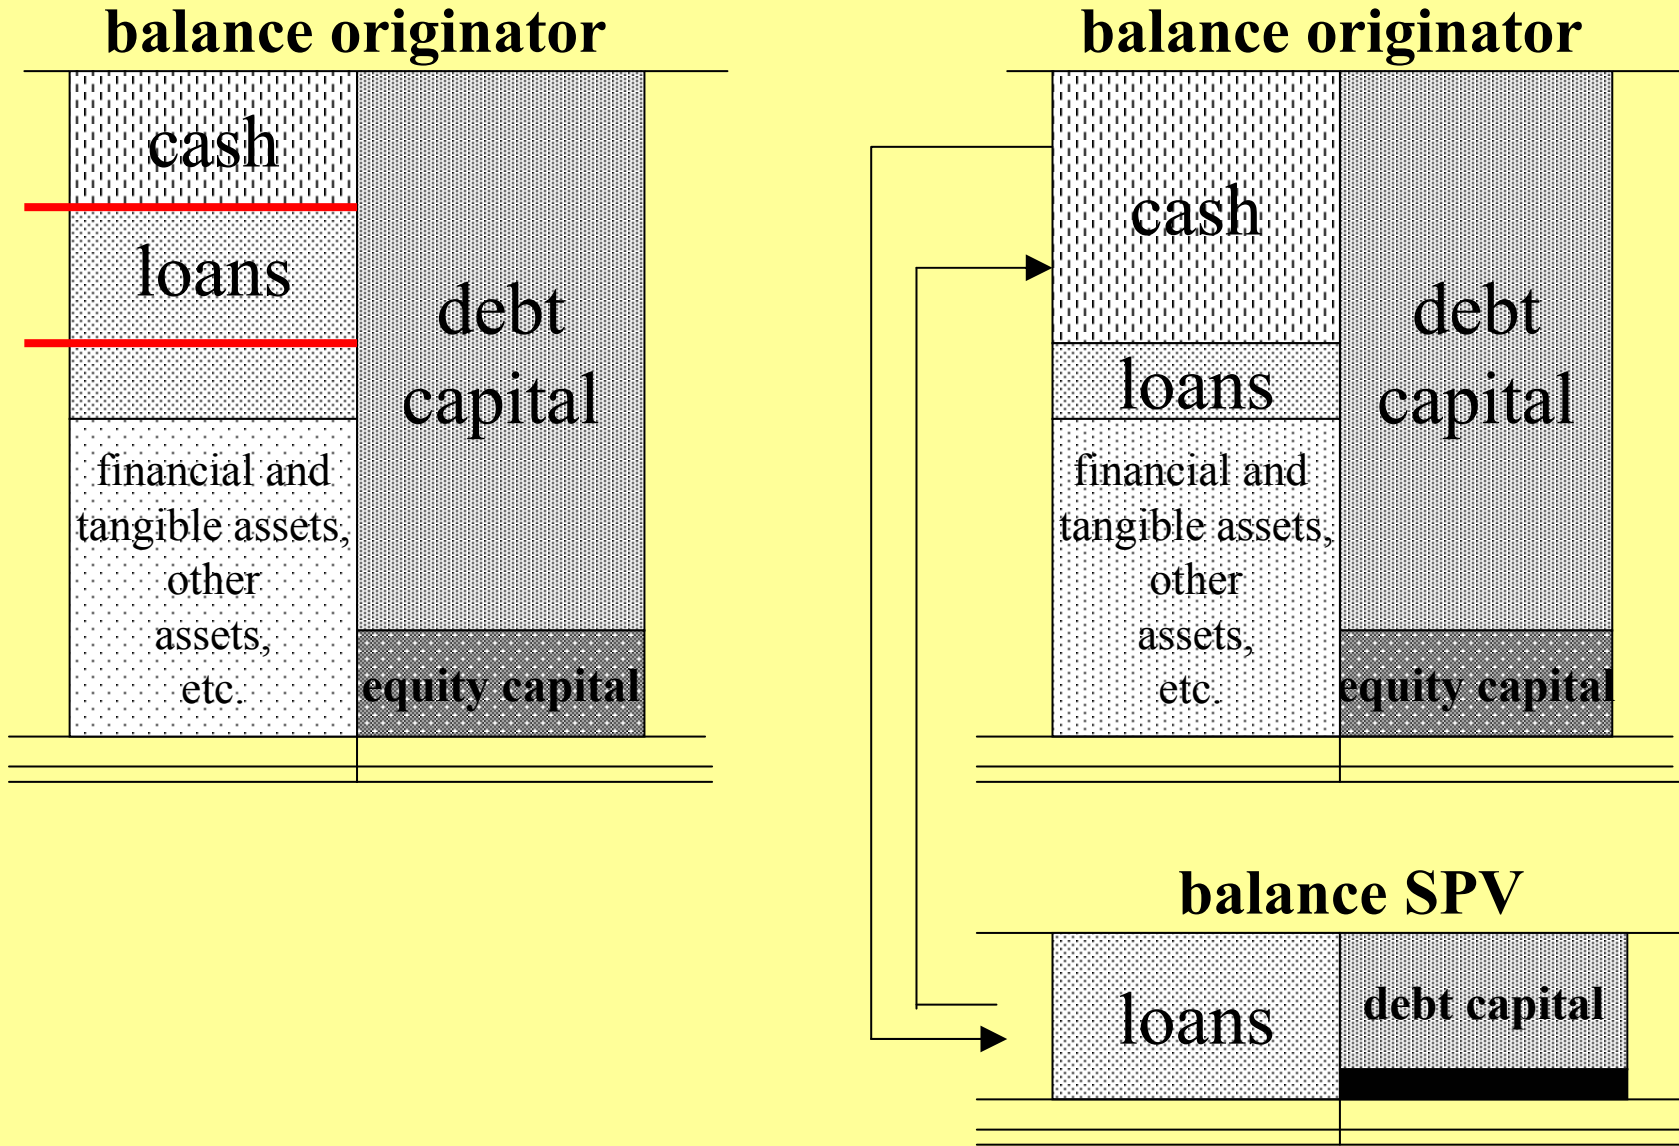 balance originator
cash
loans
financial and
tangible assets,
other
assets,
etc.
debt
capital
equity capital
balance originator
cash
loans
financial and
tangible assets,
other
assets,
etc.
debt
capital
equity capital
balance SPV
loans
debt capital